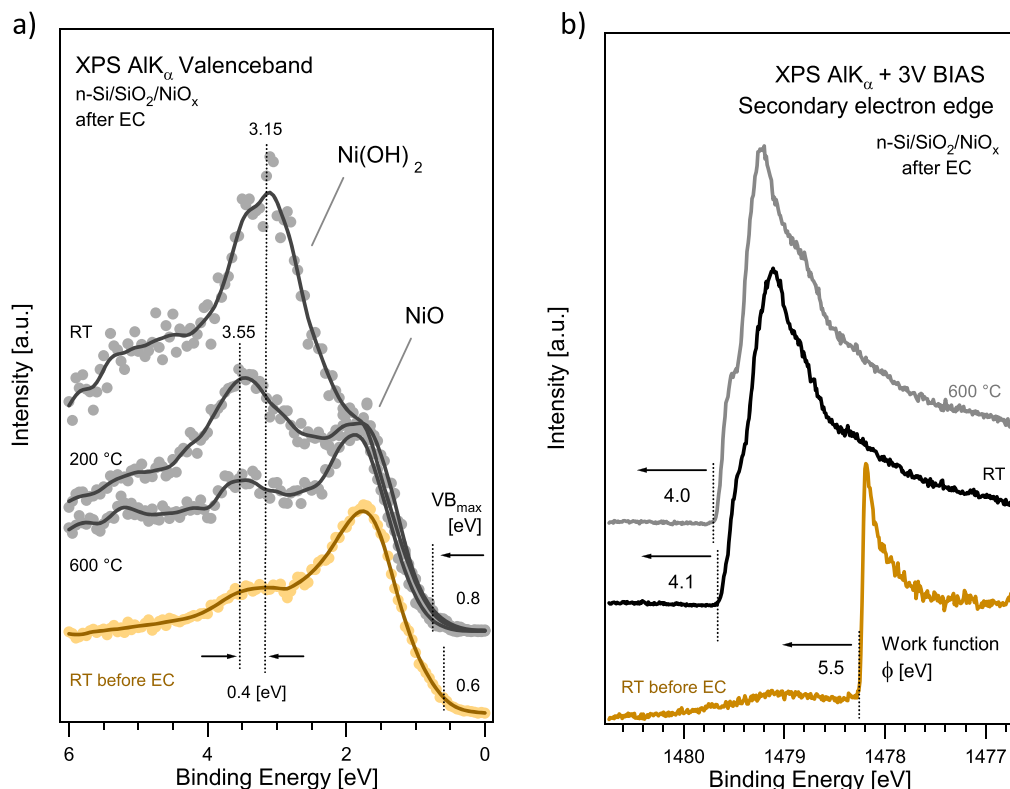 a)
XPS AlKα Valenceband
n-Si/SiO₂/NiOₓ
after EC
3.15
Ni(OH) ₂
NiO
RT
3.55
200 °C
VBmax
[eV]
600 °C
0.8
0.6
RT before EC
0.4 [eV]
Intensity [a.u.]
6
4
2
0
Binding Energy [eV]
b)
XPS AlKα + 3V BIAS
Secondary electron edge
n-Si/SiO₂/NiOₓ
after EC
600 °C
4.0
RT
4.1
Work function
ϕ [eV]
5.5
RT before EC
Intensity [a.u.]
1480
1479
1478
1477
Binding Energy [eV]